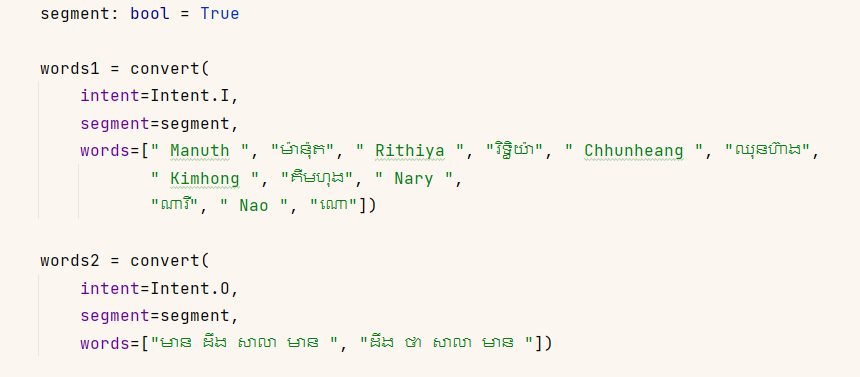 segment: bool = True
words1 = convert(
intent=Intent.I,
segment=segment,
words=[" Manuth ", "ម៉ានុ៉ត", " Rithiya ", "រិទ្ធិយ៉ា", " Chhunheang ", "ឈុនហ៊ាង",
" Kimhong ", "គីមហុង", " Nary ",
"ណារី", " Nao ", "ណោ"])
words2 = convert(
intent=Intent.O,
segment=segment,
words=["មាន ដឹង សាលា មាន ", "ដឹង ថា សាលា មាន "])